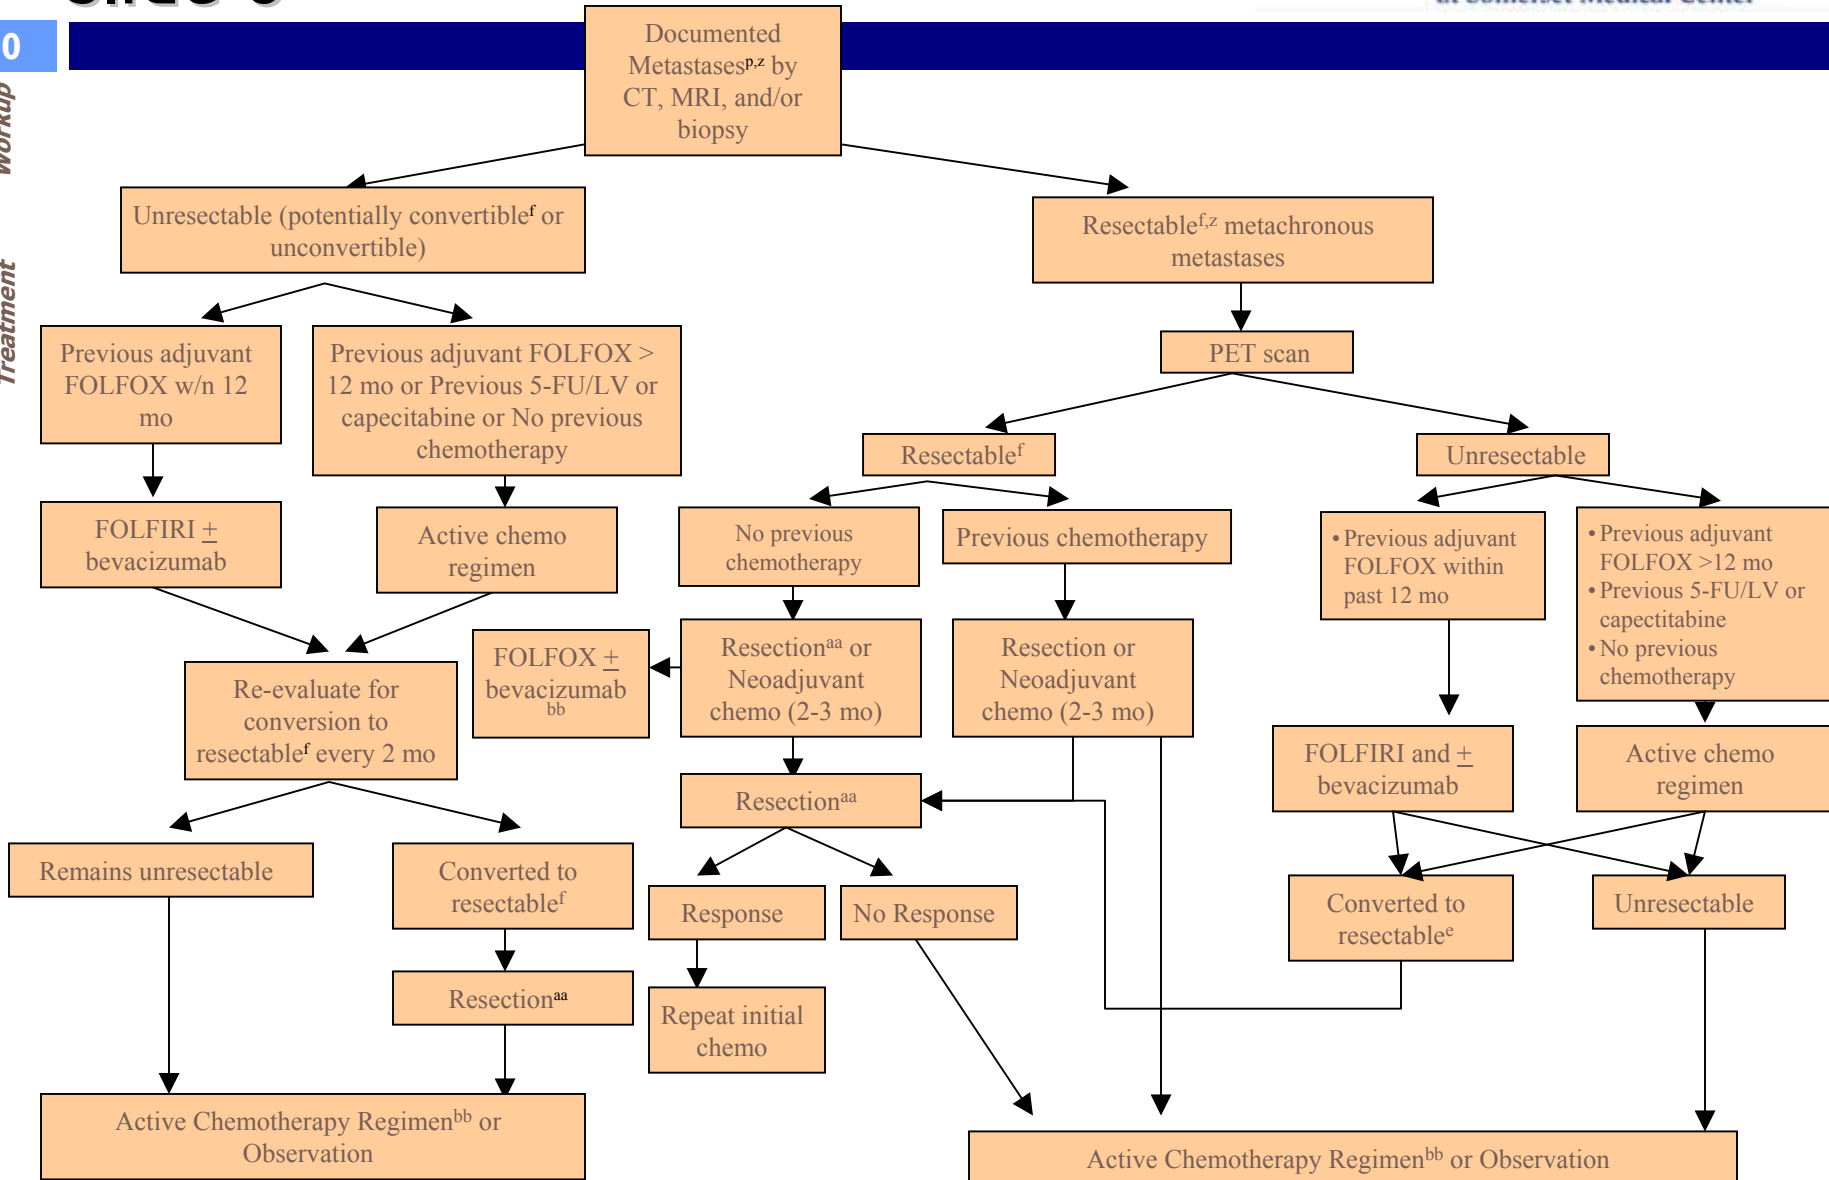 0
Workup
Treatment
Documented
Metastasesp,z by
CT, MRI, and/or
biopsy
Unresectable (potentially convertiblef or
unconvertible)
Resectablef,z metachronous
metastases
Previous adjuvant
FOLFOX w/n 12
mo
Previous adjuvant FOLFOX >
12 mo or Previous 5-FU/LV or
capecitabine or No previous
chemotherapy
PET scan
Resectablef
Unresectable
FOLFIRI ±
bevacizumab
Active chemo
regimen
No previous
chemotherapy
Previous chemotherapy
• Previous adjuvant
FOLFOX within
past 12 mo
• Previous adjuvant
FOLFOX >12 mo
• Previous 5-FU/LV or
capectitabine
• No previous
chemotherapy
FOLFOX ±
bevacizumab
bb
Resectionaa or
Neoadjuvant
chemo (2-3 mo)
Resection or
Neoadjuvant
chemo (2-3 mo)
Re-evaluate for
conversion to
resectablef every 2 mo
FOLFIRI and ±
bevacizumab
Active chemo
regimen
Resectionaa
Remains unresectable
Converted to
resectablef
Response
No Response
Converted to
resectablee
Unresectable
Resectionaa
Repeat initial
chemo
Active Chemotherapy Regimenbb or
Observation
Active Chemotherapy Regimenbb or Observation